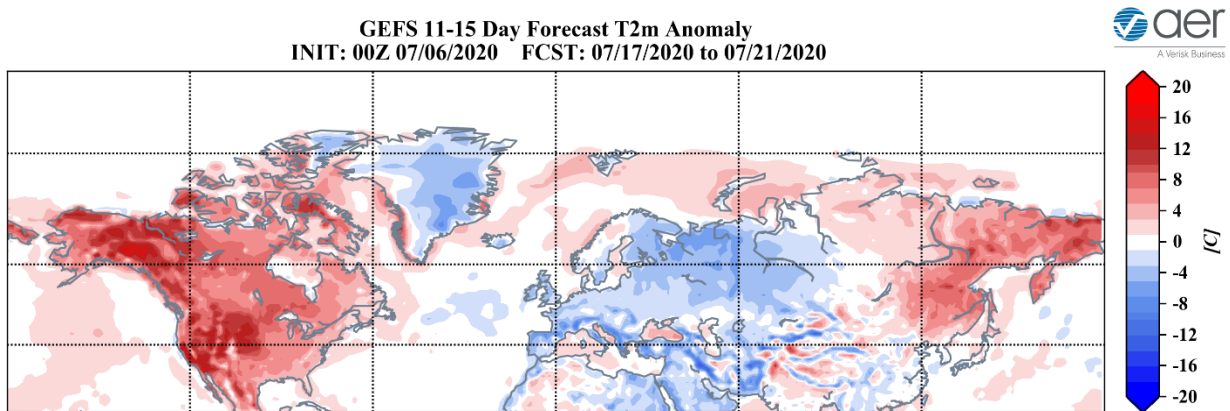 GEFS 11-15 Day Forecast T2m Anomaly
INIT: 00Z 07/06/2020 FCST: 07/17/2020 to 07/21/2020
aer
A Verisk Business
20
16
12
8
4
0
-4
-8
-12
-16
-20
[C]